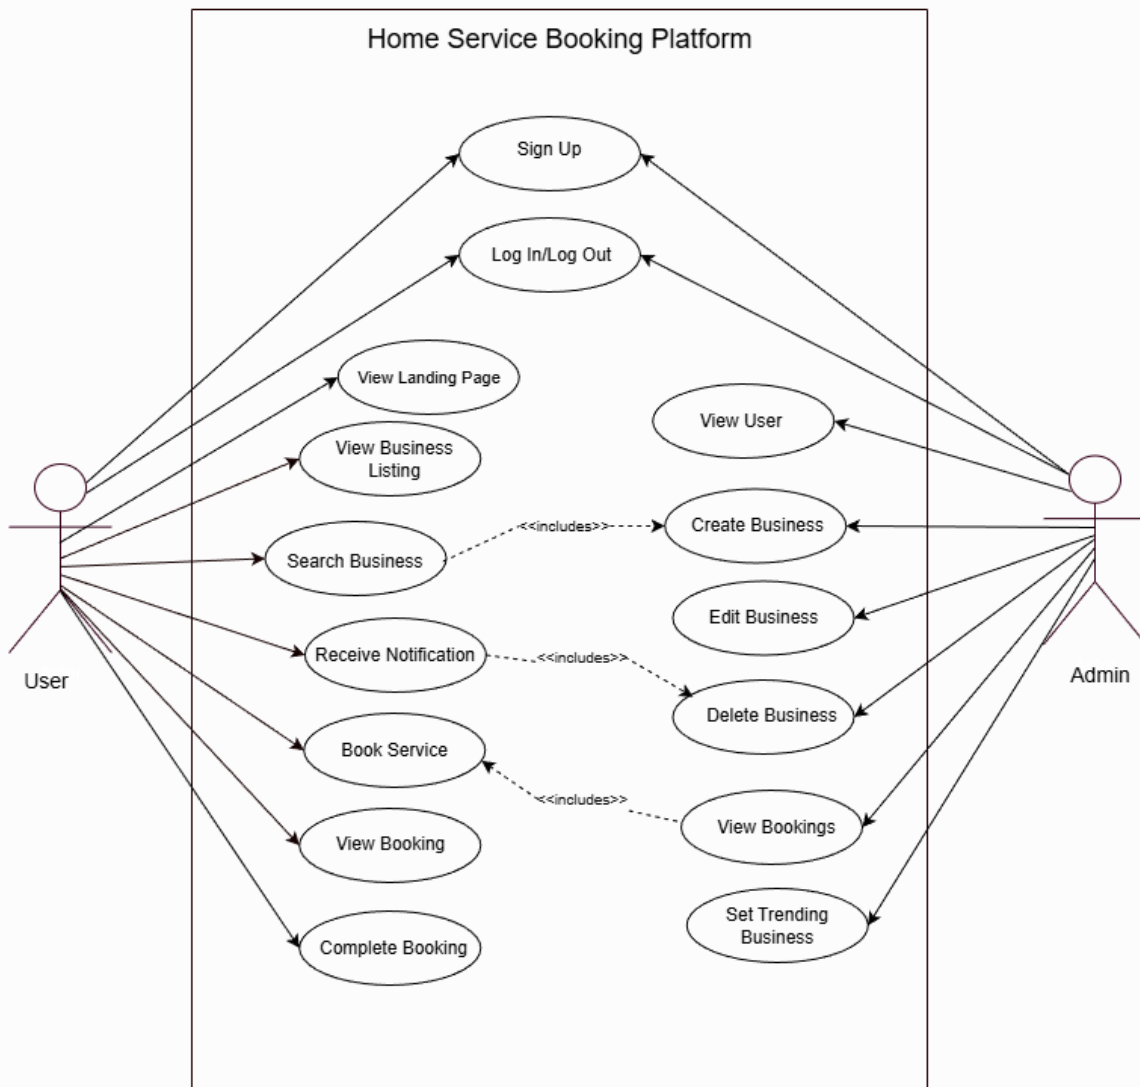 Home Service Booking Platform
Sign Up
Log In/Log Out
View Landing Page
View User
View Business
Listing
<<includes>>
Create Business
Search Business
Edit Business
Receive Notification
<<includes>>
User
Admin
Delete Business
Book Service
<<includes>>
View Bookings
View Booking
Set Trending
Business
Complete Booking